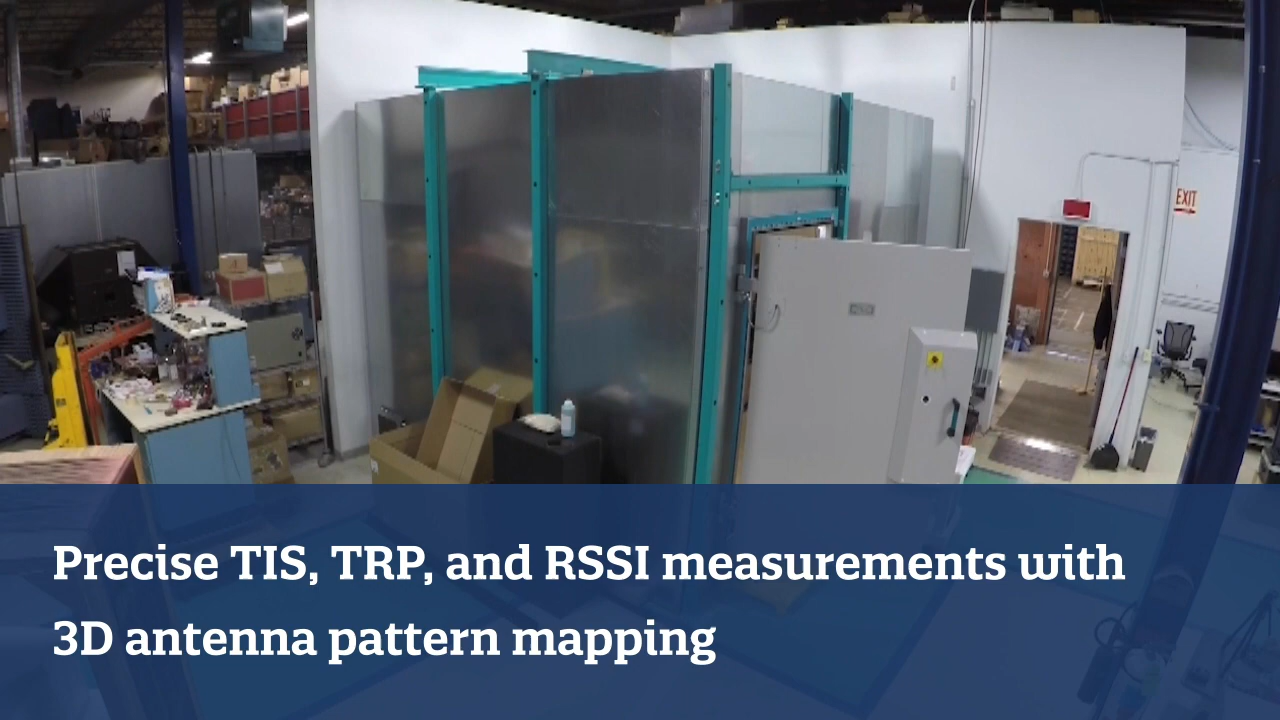 EXIT
Precise TIS, TRP, and RSSI measurements with
3D antenna pattern mapping